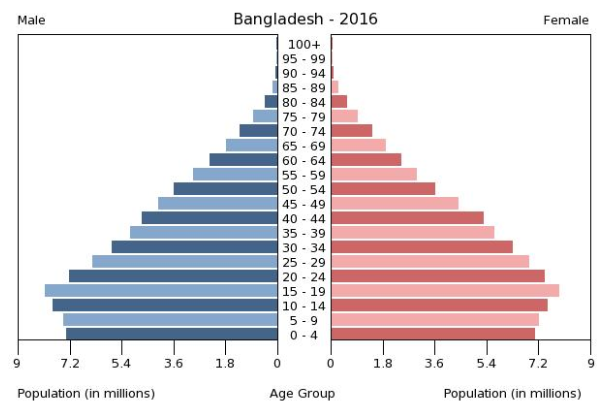 Male Bangladesh - 2016 Female
100+
95 - 99
90 - 94
85 - 89
80 - 84
75 - 79
70 - 74
65 - 69
60 - 64
55 - 59
50 - 54
45 - 49
40 - 44
35 - 39
30 - 34
25 - 29
20 - 24
15 - 19
10 - 14
5 - 9
0 - 4
9 7.2 5.4 3.6 1.8 0 0 1.8 3.6 5.4 7.2 9
Population (in millions) Age Group Population (in millions)